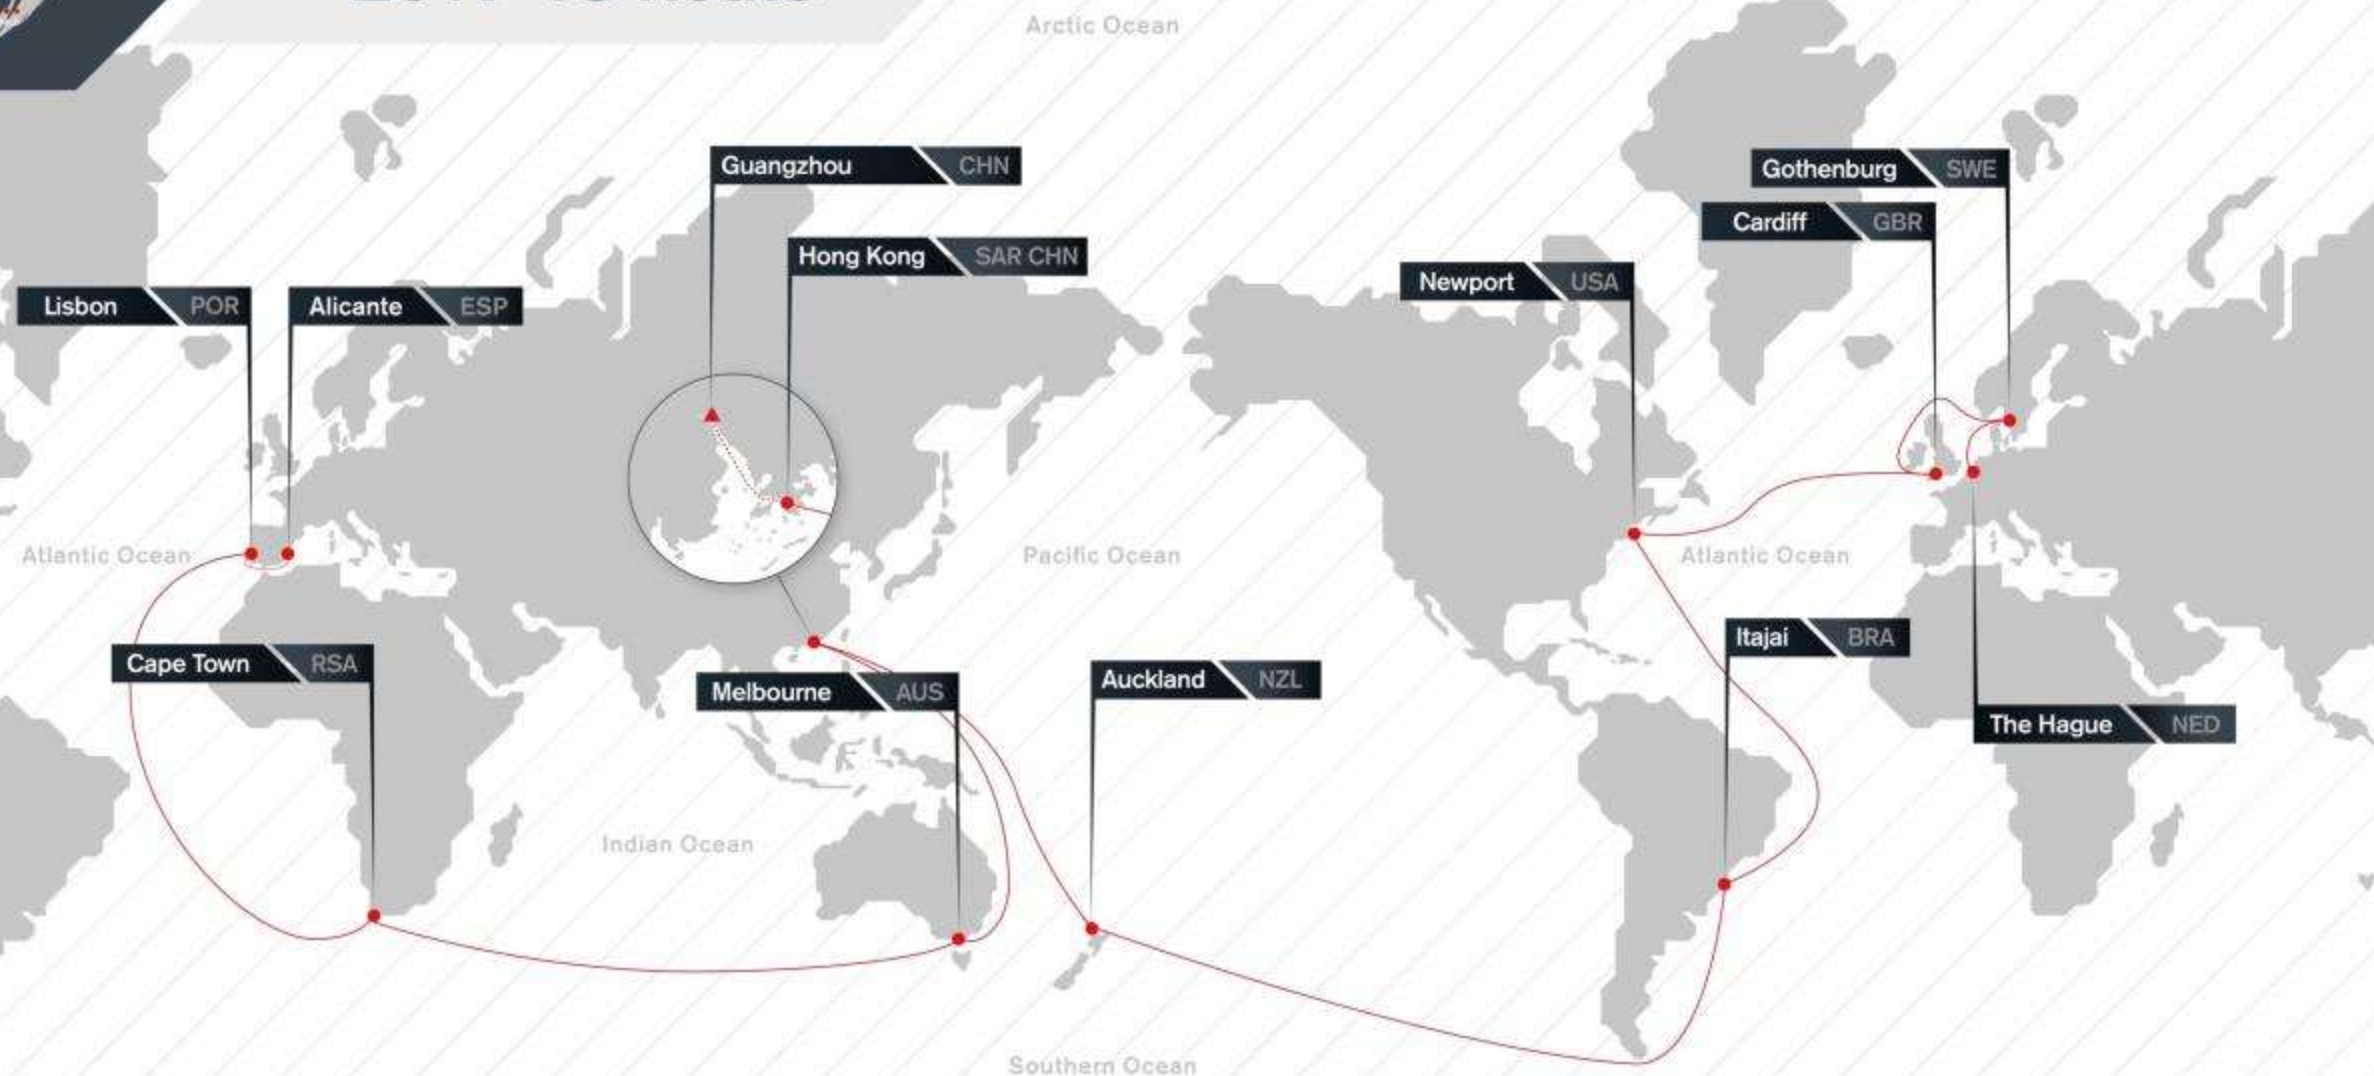 Arctic Ocean
Guangzhou CHN
Gothenburg SWE
Cardiff GBR
Hong Kong SAR CHN
Newport USA
Lisbon POR
Alicante ESP
Atlantic Ocean
Pacific Ocean
Atlantic Ocean
Itajaí BRA
Cape Town RSA
Melbourne AUS
Auckland NZL
The Hague NED
Indian Ocean
Southern Ocean